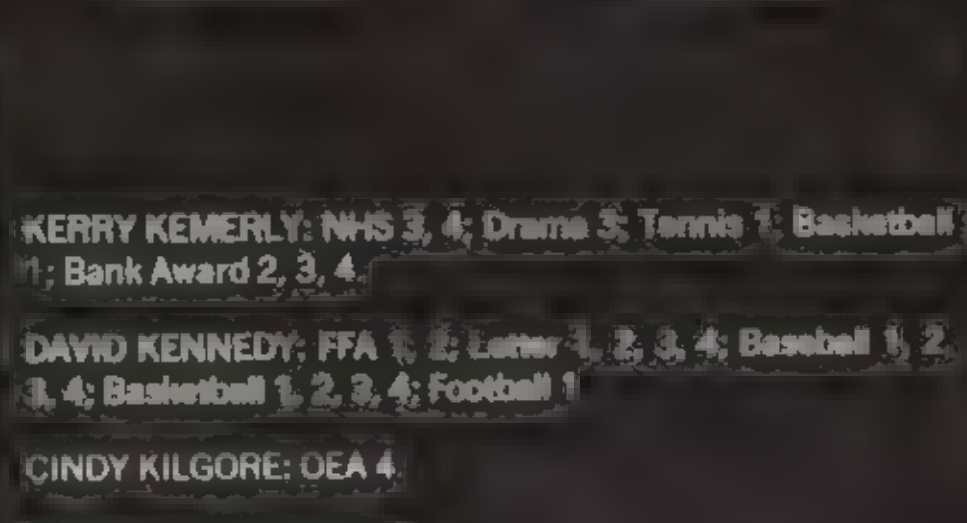 KERRY KEMERLY: NHS 3, 4; Drama 3; Tennis 1; Basketball
1; Bank Award 2, 3, 4.
DAVID KENNEDY: FFA 1, 2; Letter 1, 2, 3, 4; Baseball 1, 2,
3, 4; Basketball 1, 2, 3, 4; Football 1
CINDY KILGORE: OEA 4